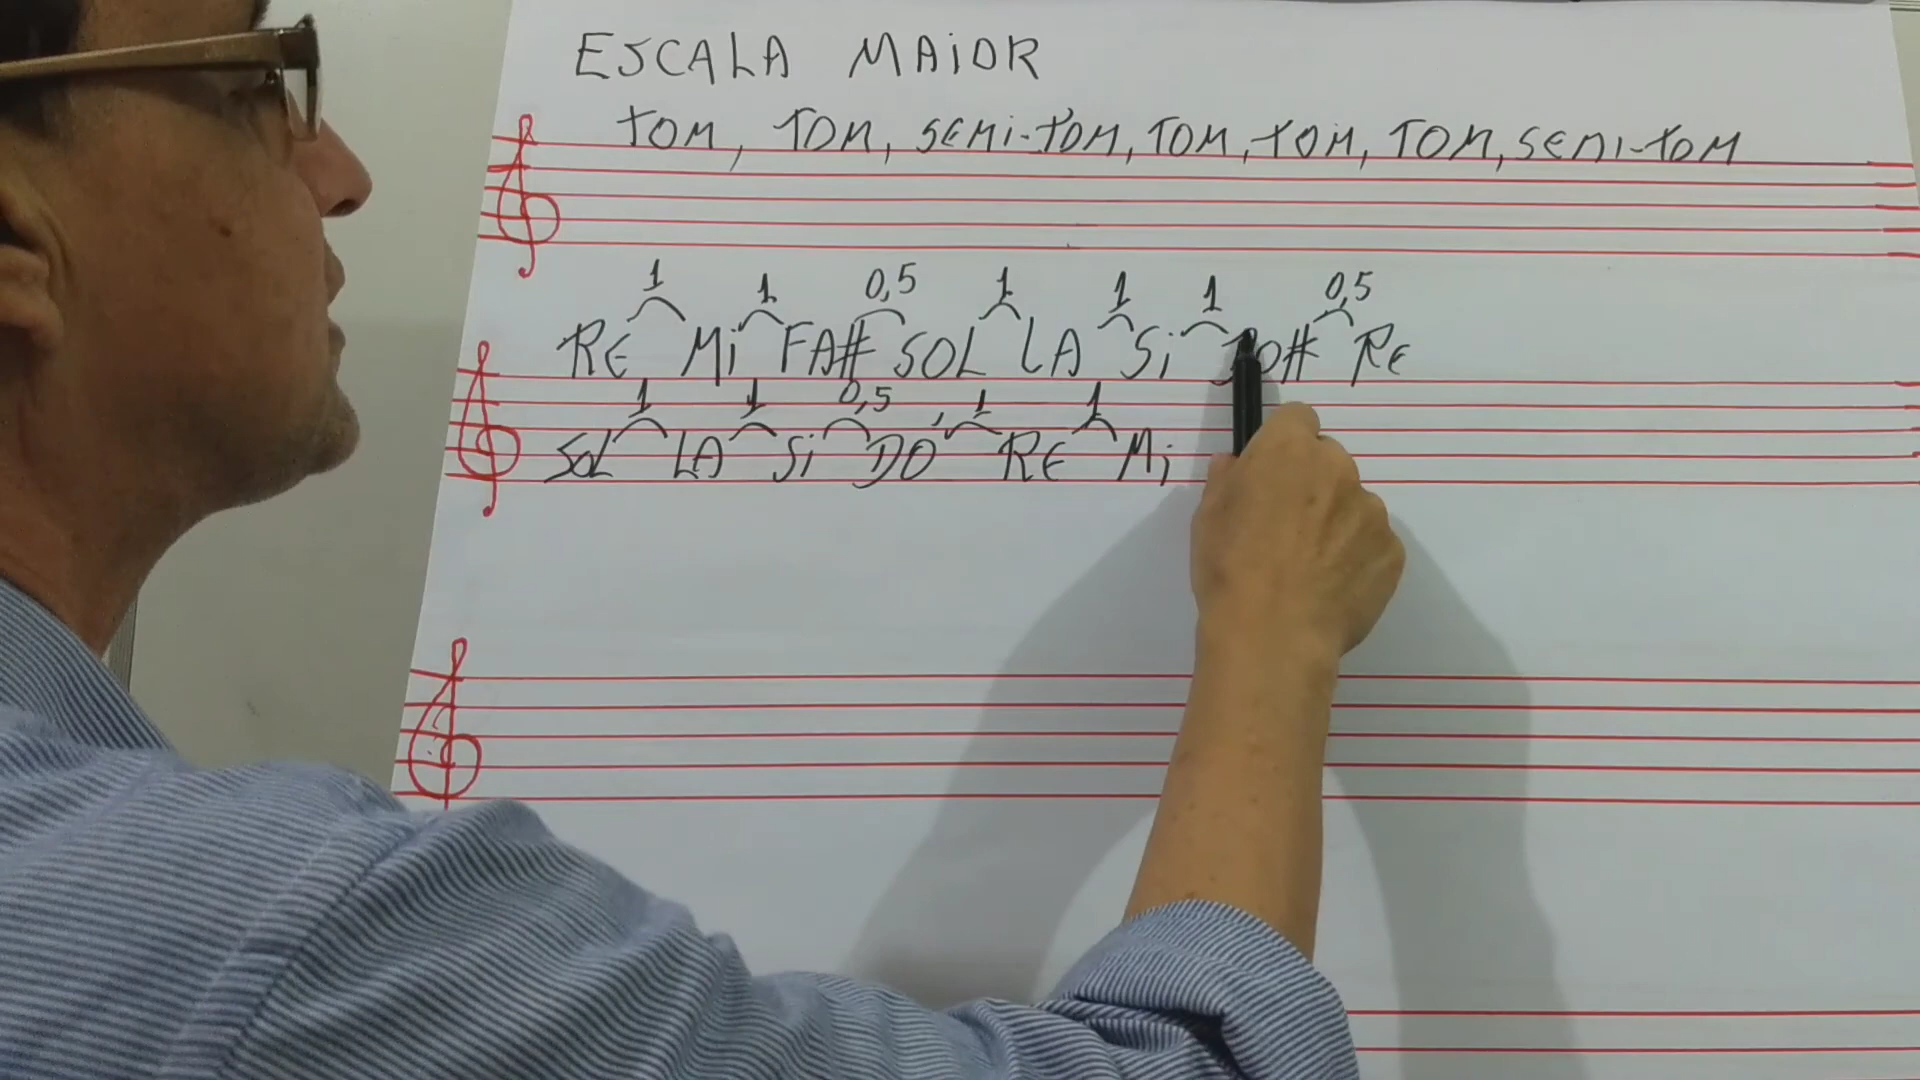 ESCALA MAiOR
TOM, TOM, SEMi-TOM, TOM, TOM, TOM, SEMI-TOM
1 1 0,5 1 1 1 0,5
RE Mi FA# SOL LA Si DO# RE
1 1 0,5 1 1
SOL LA Si DO RE Mi